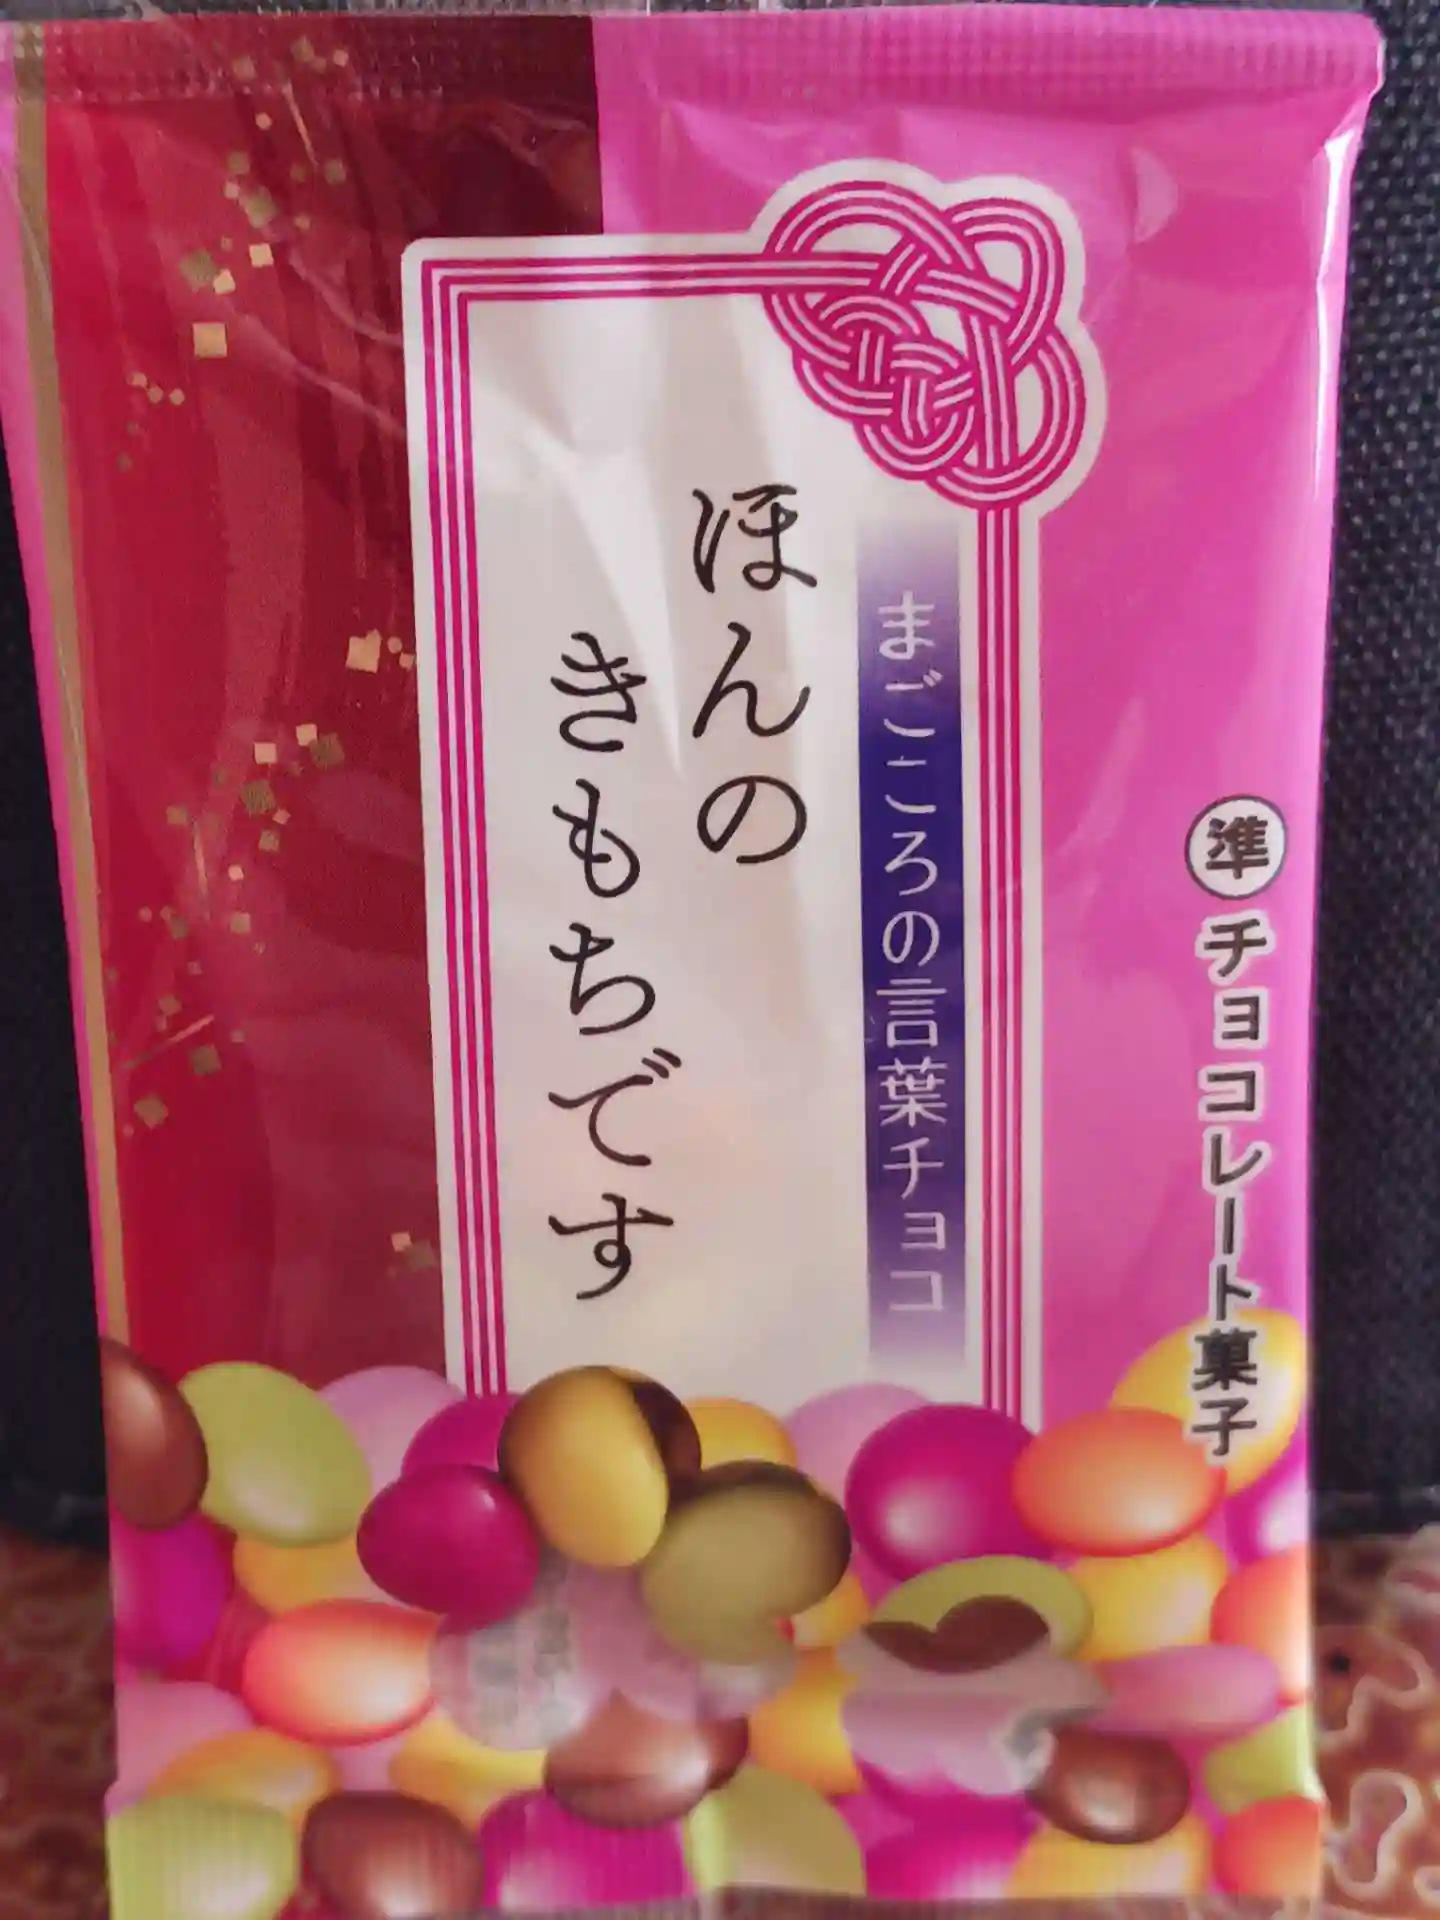 準チョコレート菓子
まごころの言葉チョコ
ほんの
きもちです